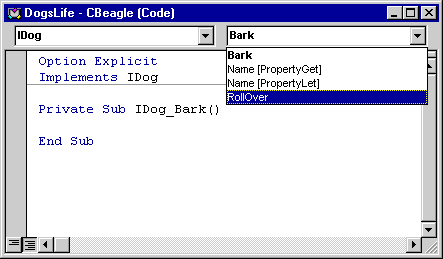 DogsLife - CBeagle (Code)
IDog
Bark
Bark
Name [PropertyGet]
Name [PropertyLet]
RollOver
Option Explicit
Implements IDog
Private Sub IDog_Bark()
End Sub